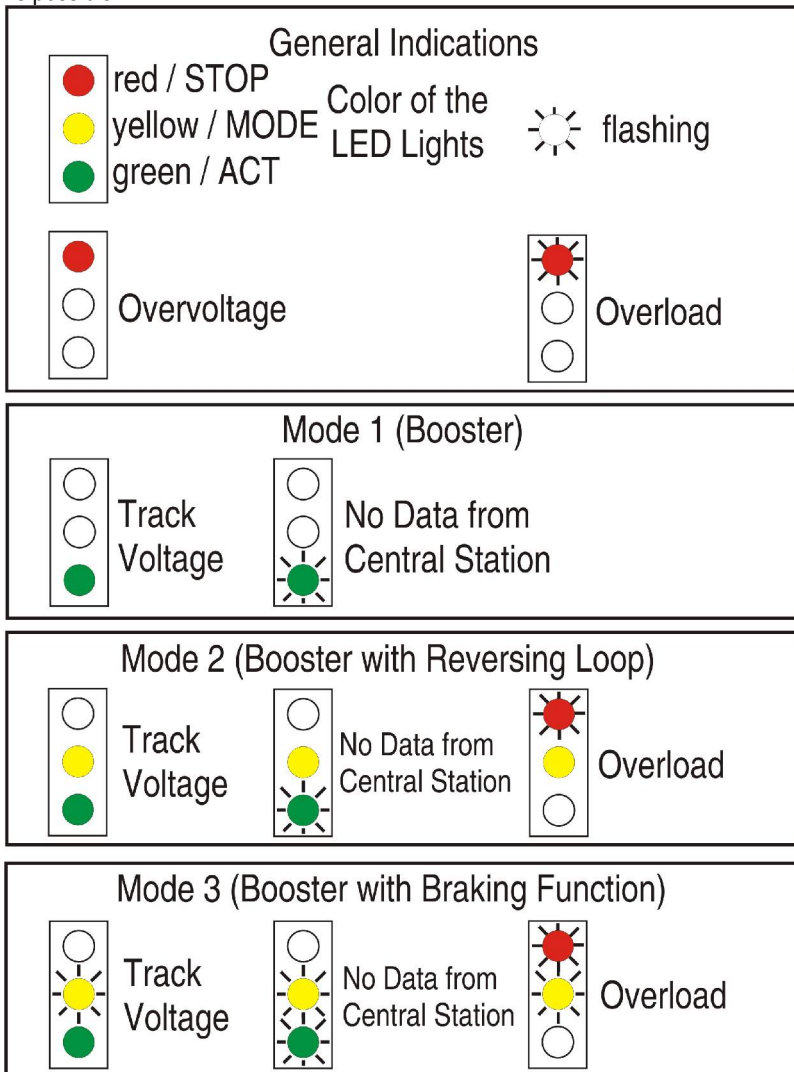 General Indications
red / STOP
yellow / MODE
green / ACT
Color of the
LED Lights
flashing
Overvoltage
Overload
Mode 1 (Booster)
Track
Voltage
No Data from
Central Station
Mode 2 (Booster with Reversing Loop)
Track
Voltage
No Data from
Central Station
Overload
Mode 3 (Booster with Braking Function)
Track
Voltage
No Data from
Central Station
Overload